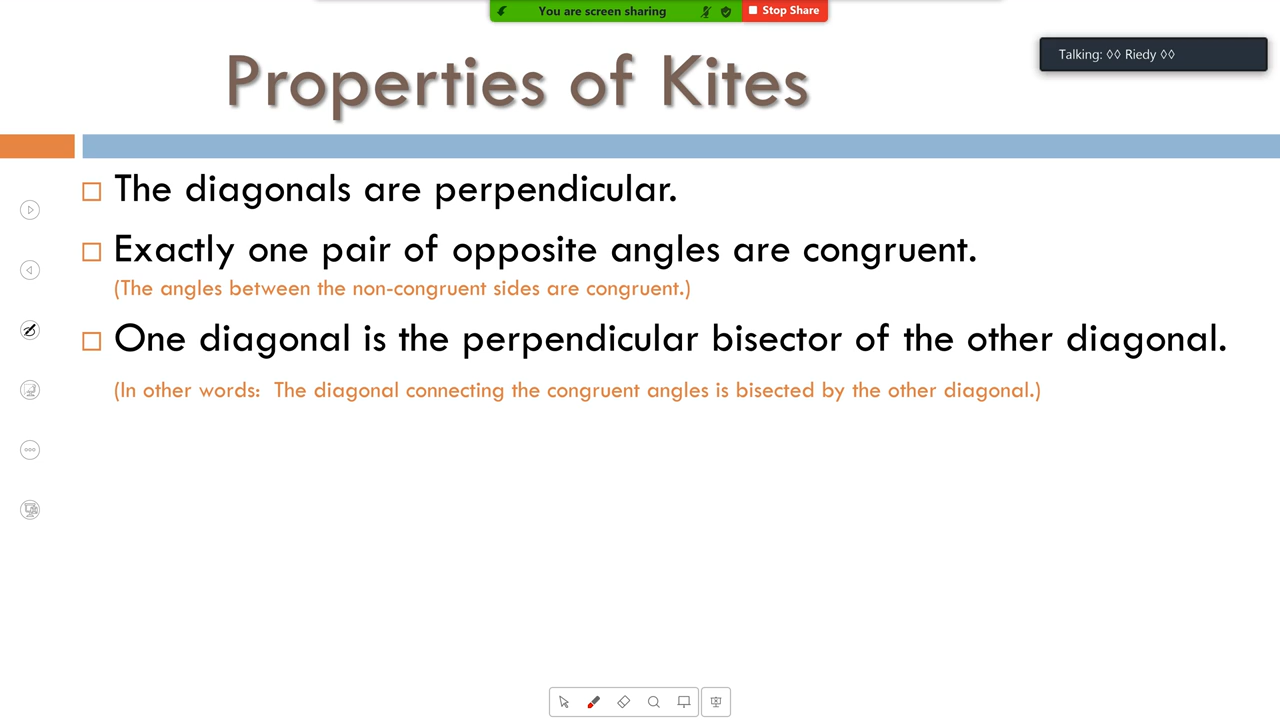 You are screen sharing
Stop Share
Talking: ◊◊ Riedy ◊◊
Properties of Kites
The diagonals are perpendicular.
Exactly one pair of opposite angles are congruent.
(The angles between the non-congruent sides are congruent.)
One diagonal is the perpendicular bisector of the other diagonal.
(In other words: The diagonal connecting the congruent angles is bisected by the other diagonal.)